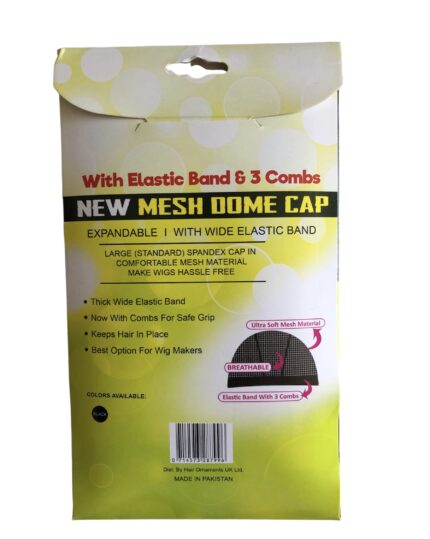 With Elastic Band & 3 Combs
NEW MESH DOME CAP
EXPANDABLE I WITH WIDE ELASTIC BAND
LARGE (STANDARD) SPANDEX CAP IN
COMFORTABLE MESH MATERIAL
MAKE WIGS HASSLE FREE
• Thick Wide Elastic Band
• Now With Combs For Safe Grip
• Keeps Hair In Place
• Best Option For Wig Makers
Ultra Soft Mesh Material
BREATHABLE
Elastic Band With 3 Combs
COLORS AVAILABLE:
BLACK
Dist. By Hair Ornaments UK Ltd.
MADE IN PAKISTAN